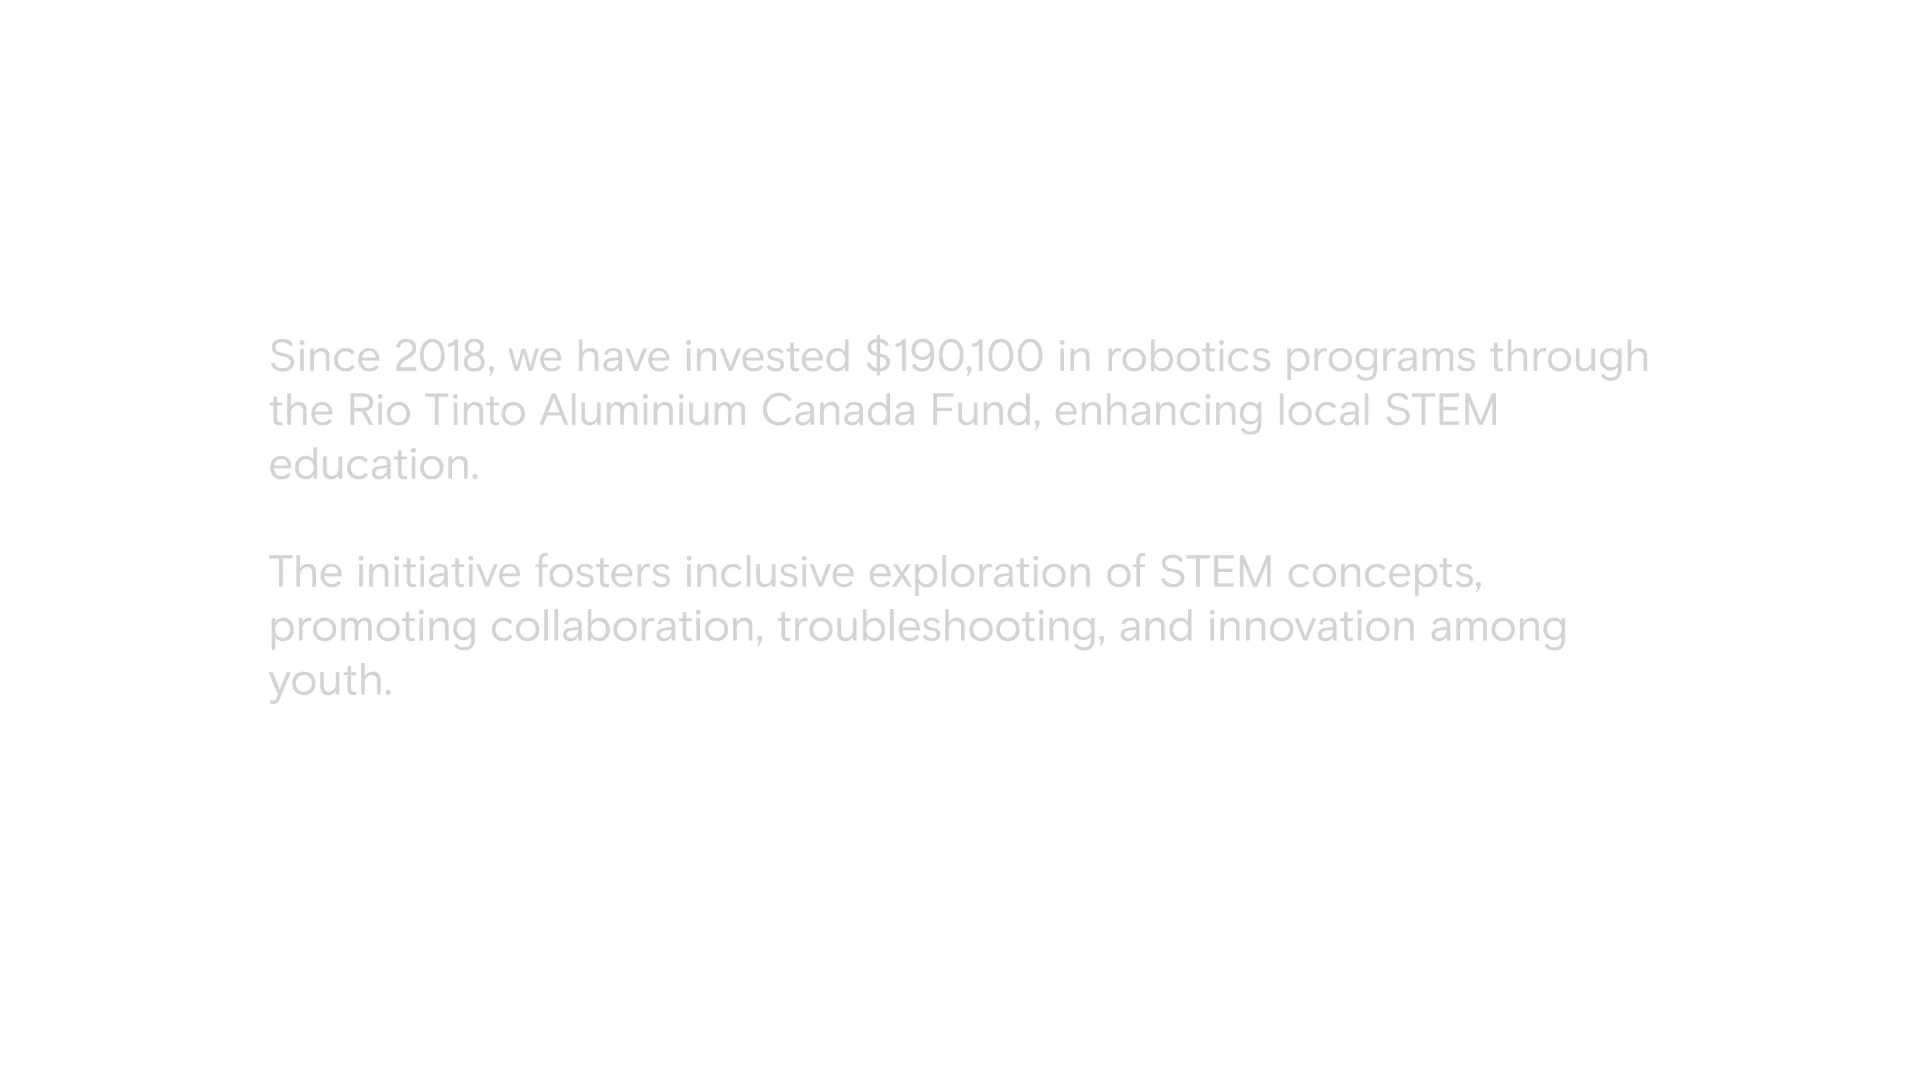 Since 2018, we have invested $190,100 in robotics programs through
the Rio Tinto Aluminium Canada Fund, enhancing local STEM
education.
The initiative fosters inclusive exploration of STEM concepts,
promoting collaboration, troubleshooting, and innovation among
youth.